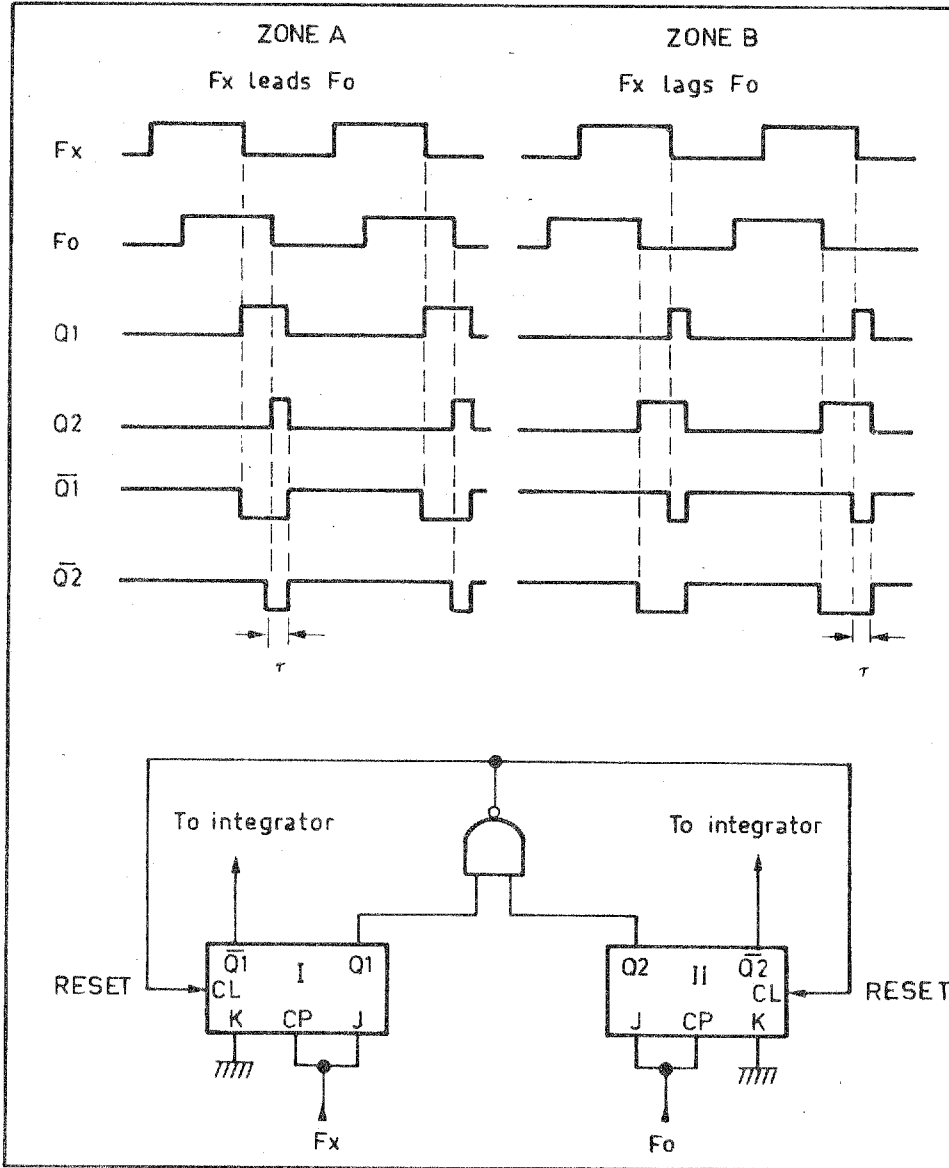 ZONE A
ZONE B
Fx leads Fo
Fx lags Fo
Fx
Fo
Q1
Q2
Q̅1̅
Q̅2̅
τ
τ
To integrator
To integrator
Q̅1̅ I Q1
Q2 II Q̅2̅
RESET CL
CL RESET
K CP J
J CP K
Fx
Fo